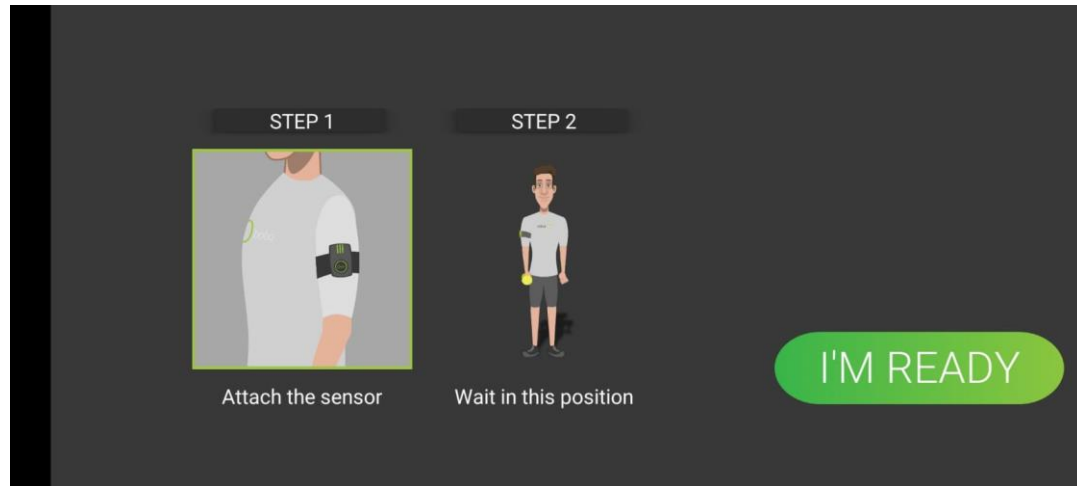 STEP 1
STEP 2
Attach the sensor
Wait in this position
I'M READY